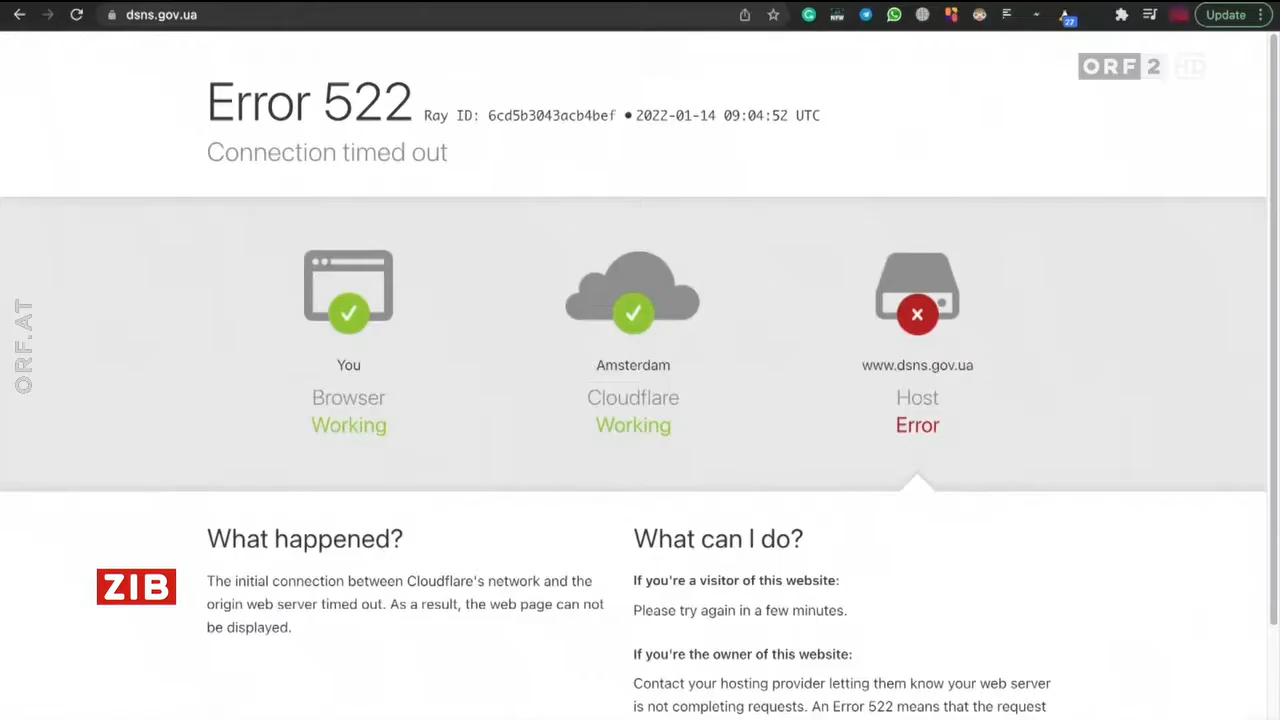 dsns.gov.ua
NEW
27
Update
ORF 2 HD
Error 522 Ray ID: 6cd5b3043acb4bef • 2022-01-14 09:04:52 UTC
Connection timed out
ORF.AT
You
Browser
Working
Amsterdam
Cloudflare
Working
www.dsns.gov.ua
Host
Error
What happened?
The initial connection between Cloudflare's network and the
origin web server timed out. As a result, the web page can not
be displayed.
What can I do?
If you're a visitor of this website:
Please try again in a few minutes.
If you're the owner of this website:
Contact your hosting provider letting them know your web server
is not completing requests. An Error 522 means that the request
ZIB